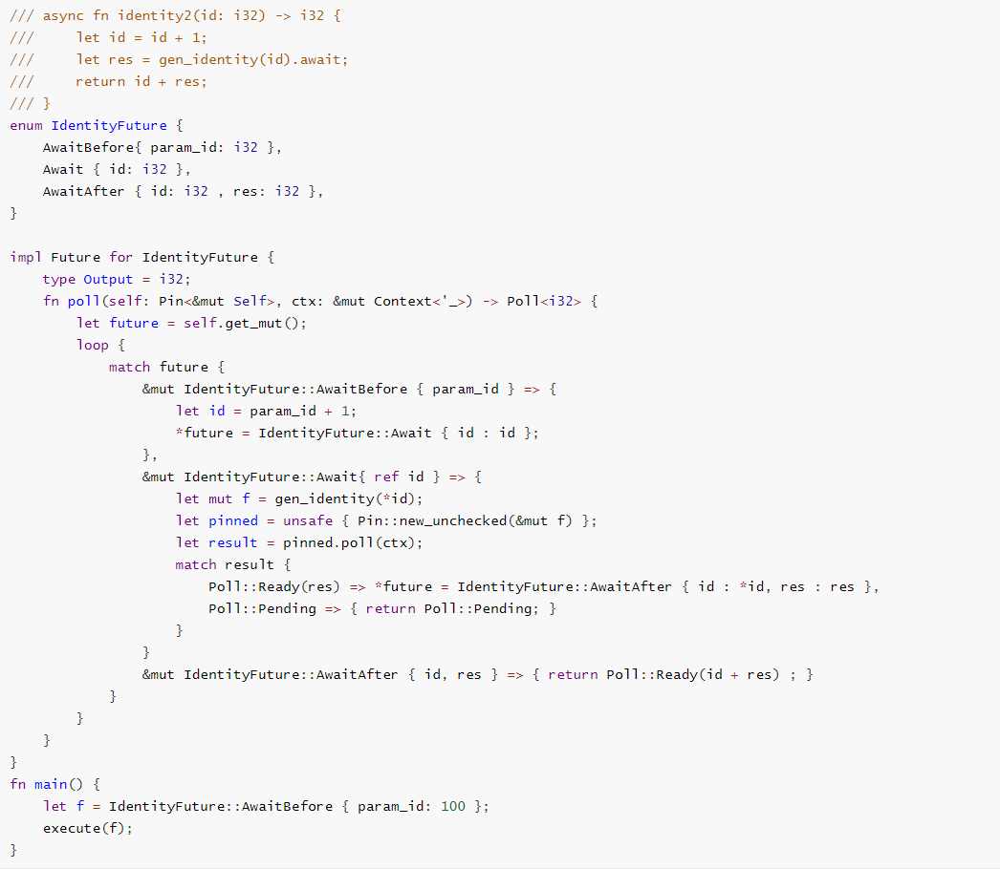 /// async fn identity2(id: i32) -> i32 {
///     let id = id + 1;
///     let res = gen_identity(id).await;
///     return id + res;
/// }
enum IdentityFuture {
    AwaitBefore{ param_id: i32 },
    Await { id: i32 },
    AwaitAfter { id: i32 , res: i32 },
}

impl Future for IdentityFuture {
    type Output = i32;
    fn poll(self: Pin<&mut Self>, ctx: &mut Context<'_>) -> Poll<i32> {
        let future = self.get_mut();
        loop {
            match future {
                &mut IdentityFuture::AwaitBefore { param_id } => {
                    let id = param_id + 1;
                    *future = IdentityFuture::Await { id : id };
                },
                &mut IdentityFuture::Await{ ref id } => {
                    let mut f = gen_identity(*id);
                    let pinned = unsafe { Pin::new_unchecked(&mut f) };
                    let result = pinned.poll(ctx);
                    match result {
                        Poll::Ready(res) => *future = IdentityFuture::AwaitAfter { id : *id, res : res },
                        Poll::Pending => { return Poll::Pending; }
                    }
                }
                &mut IdentityFuture::AwaitAfter { id, res } => { return Poll::Ready(id + res) ; }
            }
        }
    }
}
fn main() {
    let f = IdentityFuture::AwaitBefore { param_id: 100 };
    execute(f);
}